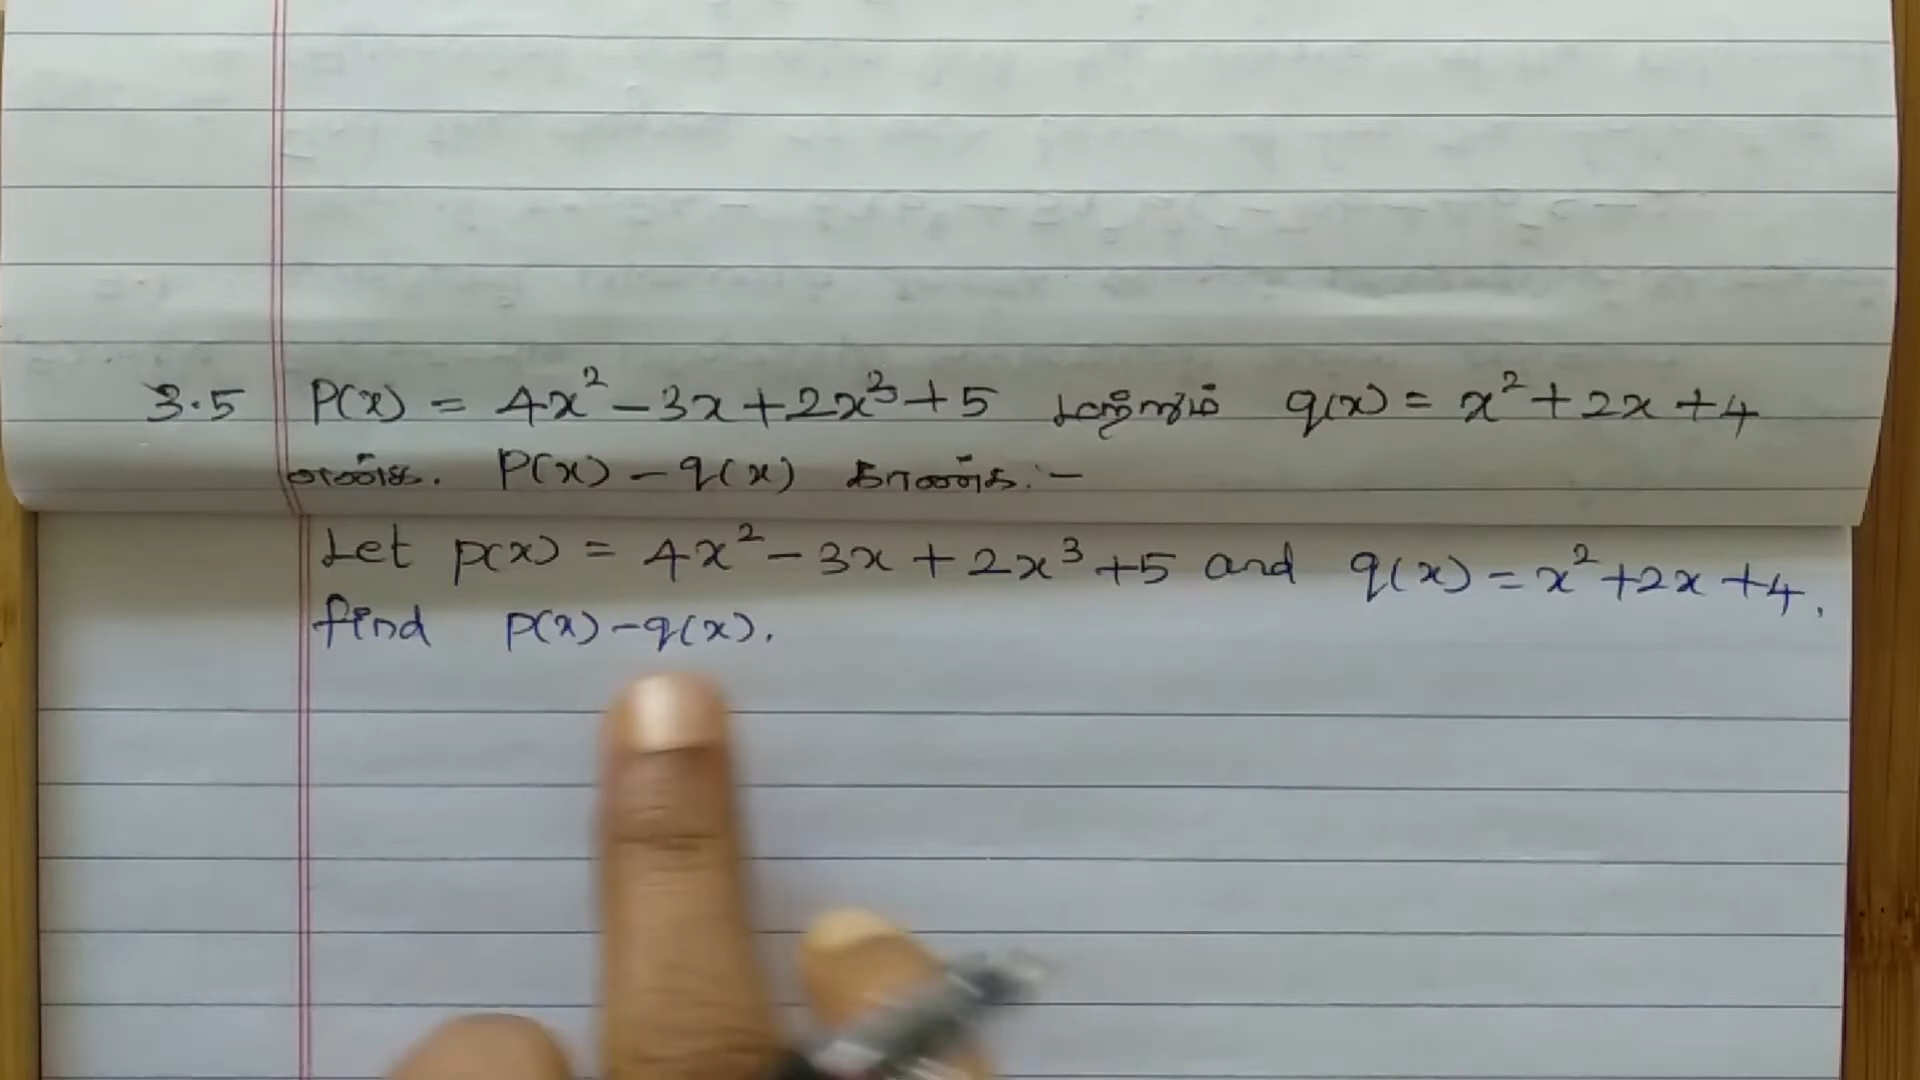 3.5 P(x) = 4x² - 3x + 2x³ + 5 மற்றும் q(x) = x² + 2x + 4
என்க. P(x) - q(x) காண்க :-
Let p(x) = 4x² - 3x + 2x³ + 5 and q(x) = x² + 2x + 4,
find p(x) - q(x).